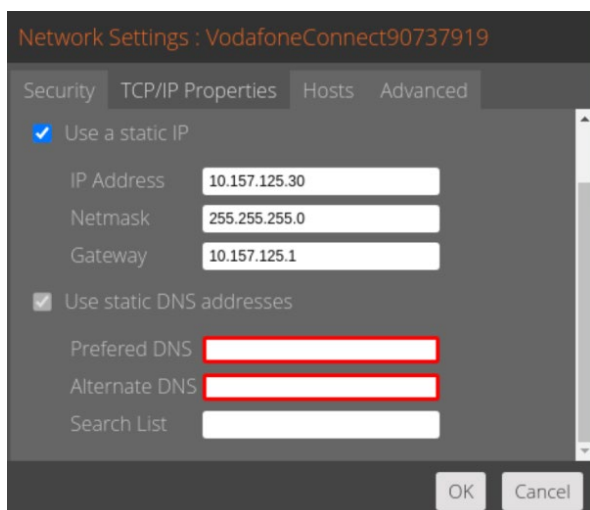 Network Settings : VodafoneConnect90737919
Security TCP/IP Properties Hosts Advanced
Use a static IP
IP Address 10.157.125.30
Netmask 255.255.255.0
Gateway 10.157.125.1
Use static DNS addresses
Prefered DNS
Alternate DNS
Search List
OK Cancel